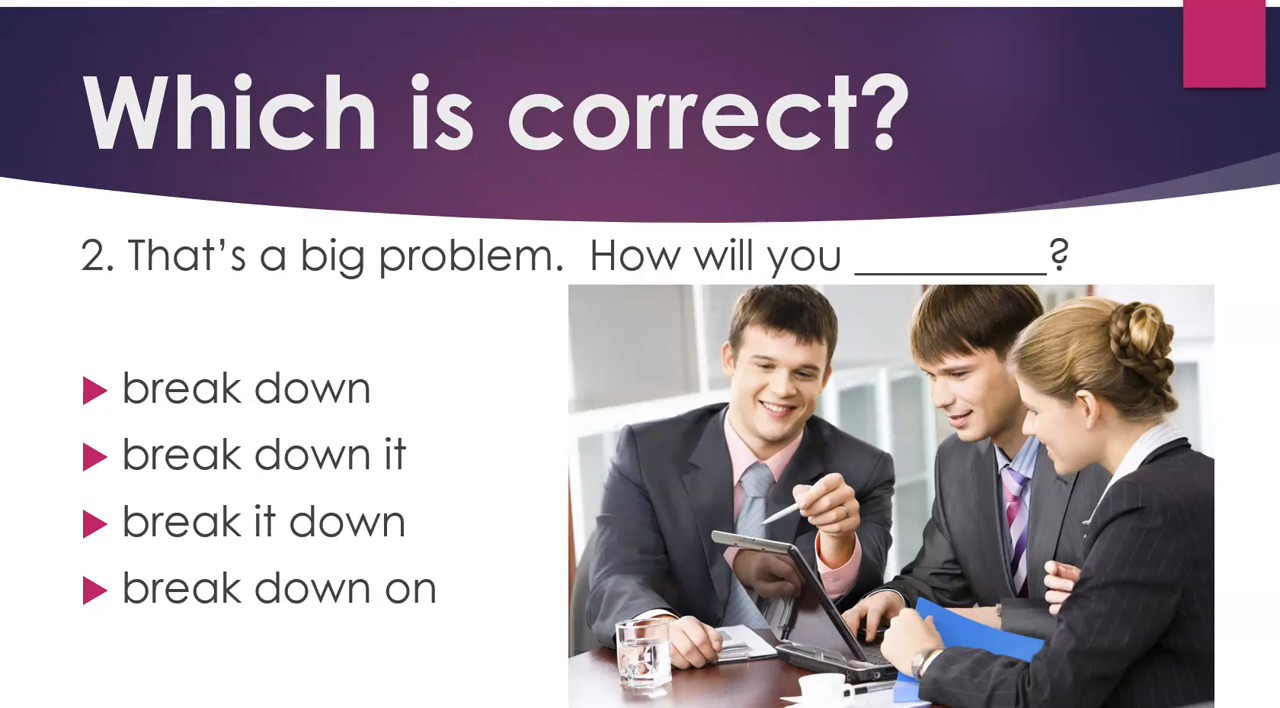 Which is correct?
2. That's a big problem.  How will you _________?
break down
break down it
break it down
break down on